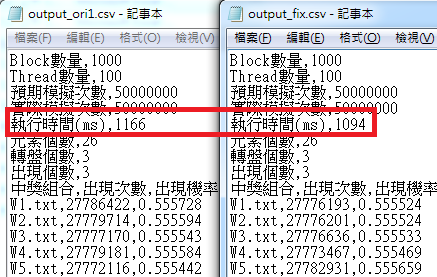 output_ori1.csv - 記事本
檔案(F) 編輯(E) 格式(O) 檢視(V)
Block數量,1000
Thread數量,100
預期模擬次數,50000000
實際模擬次數,50000000
執行時間(ms),1166
元素個數,26
轉盤個數,3
出現個數,3
中獎組合,出現次數,出現機率
W1.txt,27786422,0.555728
W2.txt,27779714,0.555594
W3.txt,27777170,0.555543
W4.txt,27779181,0.555584
W5.txt,27772116,0.555442
output_fix.csv - 記事本
檔案(F) 編輯(E) 格式(O) 檢視(V)
Block數量,1000
Thread數量,100
預期模擬次數,50000000
實際模擬次數,50000000
執行時間(ms),1094
元素個數,26
轉盤個數,3
出現個數,3
中獎組合,出現次數,出現機率
W1.txt,27776193,0.555524
W2.txt,27776201,0.555524
W3.txt,27776636,0.555533
W4.txt,27773467,0.555469
W5.txt,27782931,0.555659